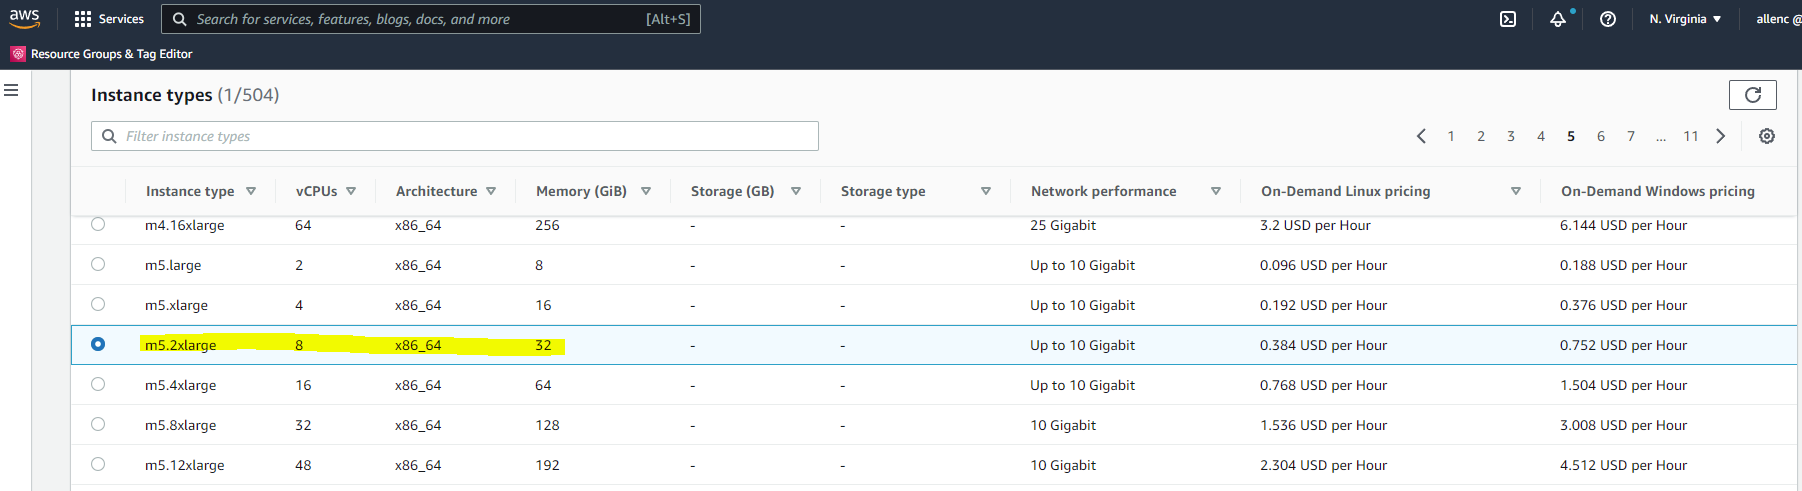 aws Services Search for services, features, blogs, docs, and more [Alt+S] N. Virginia ▼ allenc @
Resource Groups & Tag Editor
Instance types (1/504)
Filter instance types 1 2 3 4 5 6 7 ... 11
Instance type vCPUs Architecture Memory (GiB) Storage (GB) Storage type Network performance On-Demand Linux pricing On-Demand Windows pricing
m4.16xlarge 64 x86_64 256 - - 25 Gigabit 3.2 USD per Hour 6.144 USD per Hour
m5.large 2 x86_64 8 - - Up to 10 Gigabit 0.096 USD per Hour 0.188 USD per Hour
m5.xlarge 4 x86_64 16 - - Up to 10 Gigabit 0.192 USD per Hour 0.376 USD per Hour
m5.2xlarge 8 x86_64 32 - - Up to 10 Gigabit 0.384 USD per Hour 0.752 USD per Hour
m5.4xlarge 16 x86_64 64 - - Up to 10 Gigabit 0.768 USD per Hour 1.504 USD per Hour
m5.8xlarge 32 x86_64 128 - - 10 Gigabit 1.536 USD per Hour 3.008 USD per Hour
m5.12xlarge 48 x86_64 192 - - 10 Gigabit 2.304 USD per Hour 4.512 USD per Hour